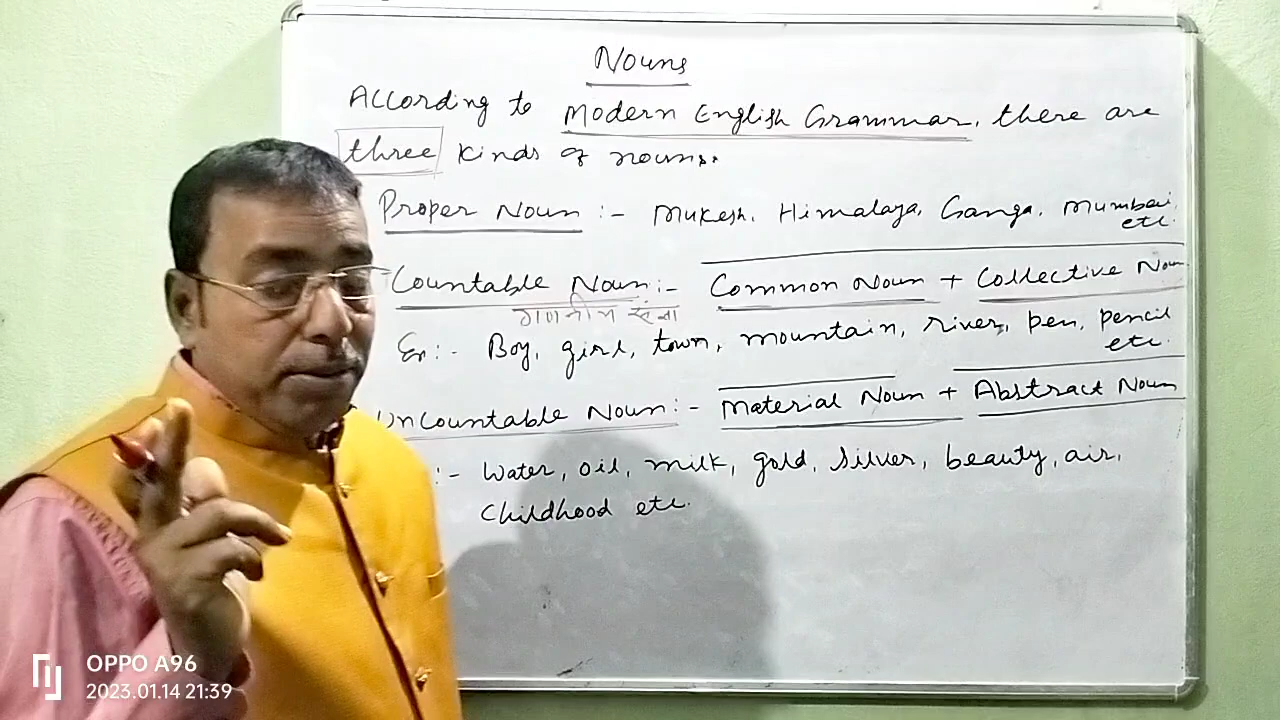 Nouns
According to Modern English Grammar, there are
three kinds of nouns.
Proper Noun :- Mukesh, Himalaya, Ganga, Mumbai,
etc.
Countable Noun:- Common Noun + Collective Noun
गणनीय संज्ञा
Ex:- Boy, girl, town, mountain, river, pen, pencil
etc.
UnCountable Noun:- Material Noun + Abstract Noun
:- Water, oil, milk, gold, Silver, beauty, air,
Childhood etc.
OPPO A96
2023.01.14 21:39